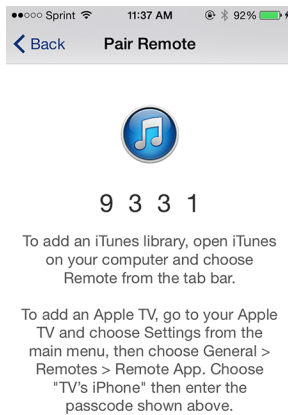 Sprint 11:37 AM 92%
Back Pair Remote
9 3 3 1
To add an iTunes library, open iTunes
on your computer and choose
Remote from the tab bar.
To add an Apple TV, go to your Apple
TV and choose Settings from the
main menu, then choose General >
Remotes > Remote App. Choose
"TV's iPhone" then enter the
passcode shown above.